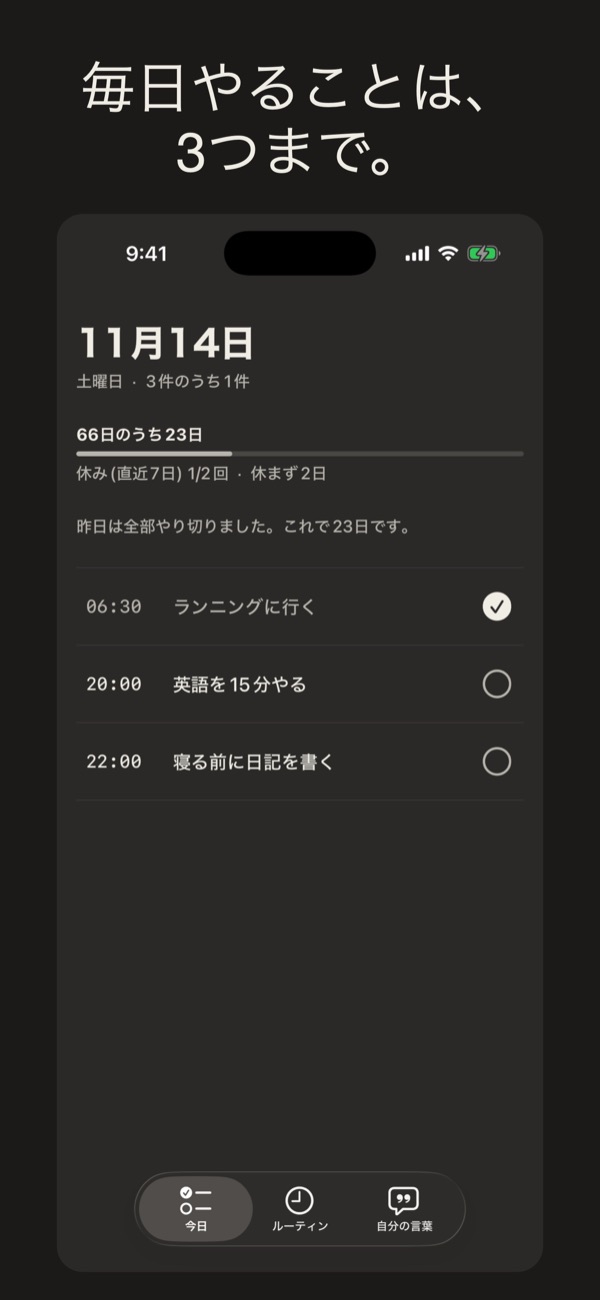 毎日やることは、
3つまで。
9:41
11月14日
土曜日 · 3件のうち1件
66日のうち23日
休み(直近7日) 1/2回 · 休まず2日
昨日は全部やり切りました。これで23日です。
06:30 ランニングに行く
20:00 英語を15分やる
22:00 寝る前に日記を書く
今日 ルーティン 自分の言葉